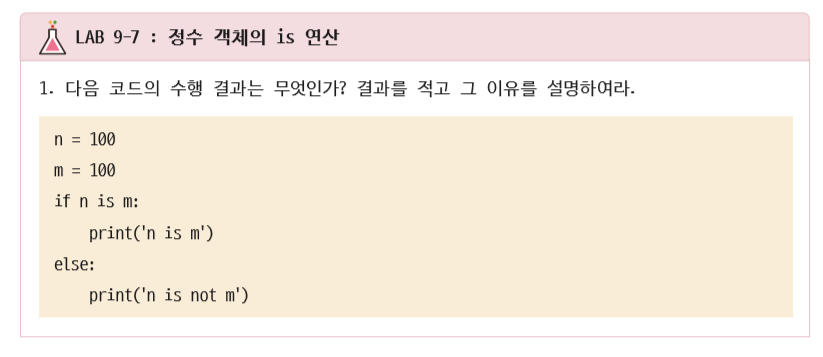 LAB 9-7 : 정수 객체의 is 연산
1. 다음 코드의 수행 결과는 무엇인가? 결과를 적고 그 이유를 설명하여라.
n = 100
m = 100
if n is m:
    print('n is m')
else:
    print('n is not m')